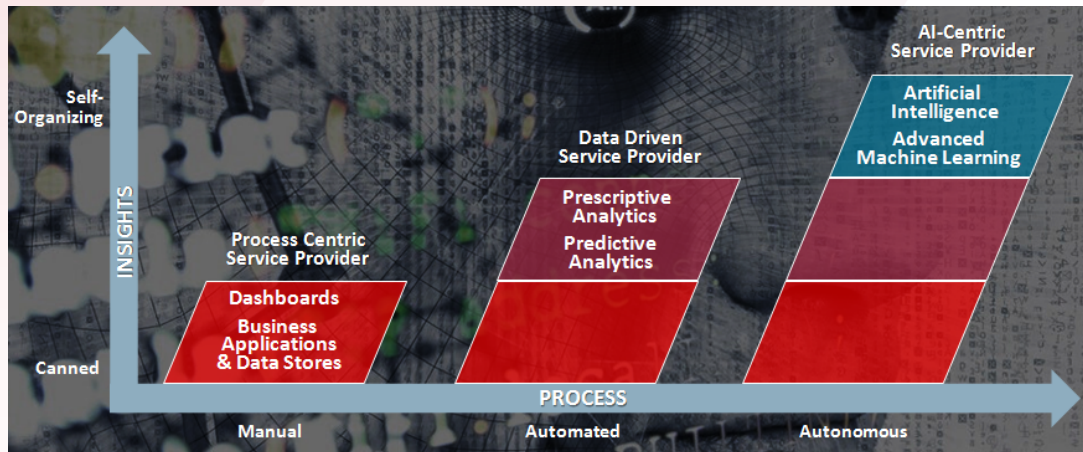 AI-Centric
Service Provider
Self-
Organizing
Artificial
Intelligence
Advanced
Machine Learning
Data Driven
Service Provider
Prescriptive
Analytics
Predictive
Analytics
INSIGHTS
Process Centric
Service Provider
Dashboards
Business
Applications
& Data Stores
Canned
PROCESS
Manual
Automated
Autonomous